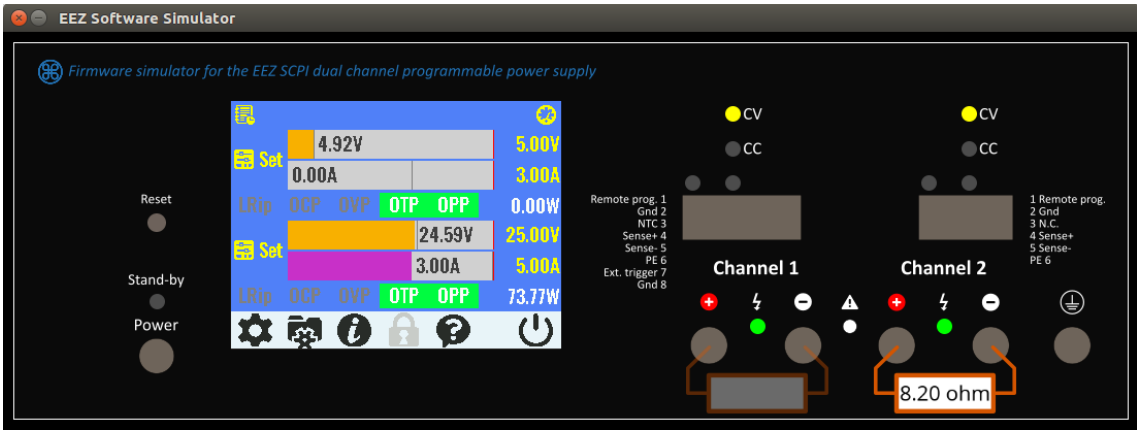 EEZ Software Simulator
Firmware simulator for the EEZ SCPI dual channel programmable power supply
Set
4.92V
5.00V
0.00A
3.00A
LRip OCP OVP OTP OPP 0.00W
Set
24.59V
25.00V
3.00A
5.00A
LRip OCP OVP OTP OPP 73.77W
Reset
Stand-by
Power
CV
CC
CV
CC
Remote prog. 1
Gnd 2
NTC 3
Sense+ 4
Sense- 5
PE 6
Ext. trigger 7
Gnd 8
1 Remote prog.
2 Gnd
3 N.C.
4 Sense+
5 Sense-
PE 6
Channel 1
Channel 2
8.20 ohm